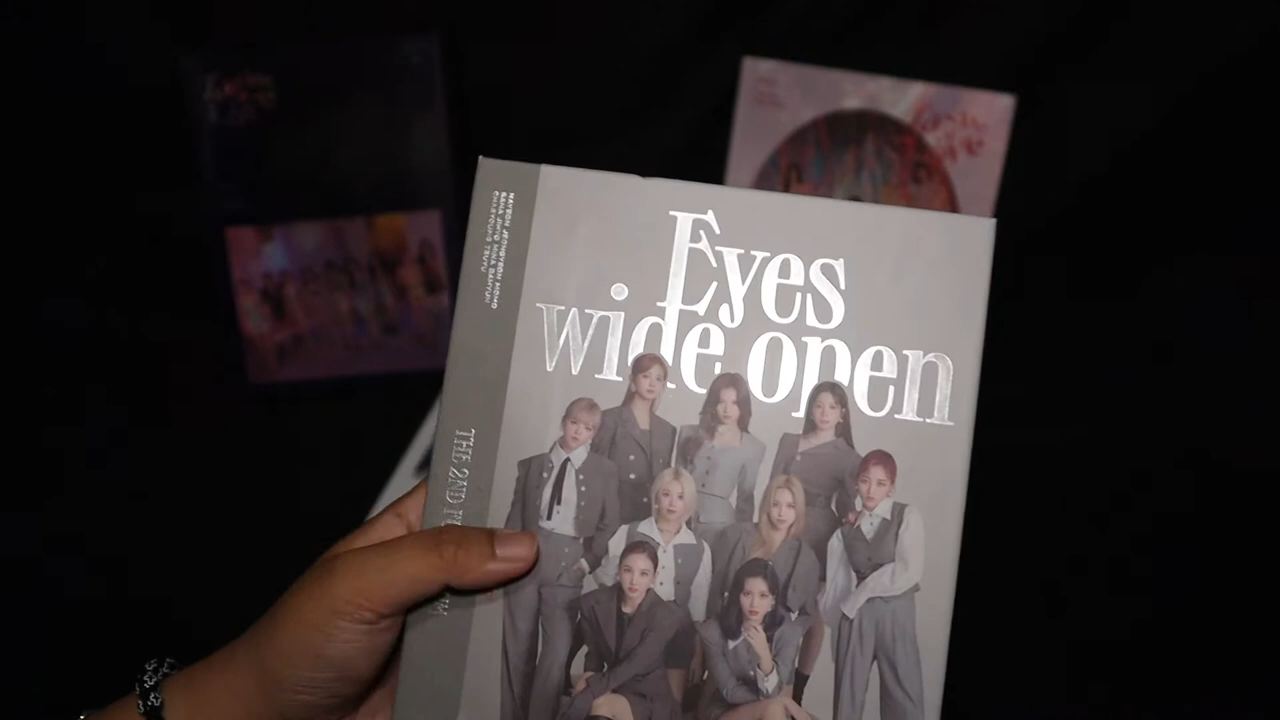 Eyes
wide open
NAYEON JEONGYEON MOMO
SANA JIHYO MINA DAHYUN
CHAEYOUNG TZUYU
THE 2ND